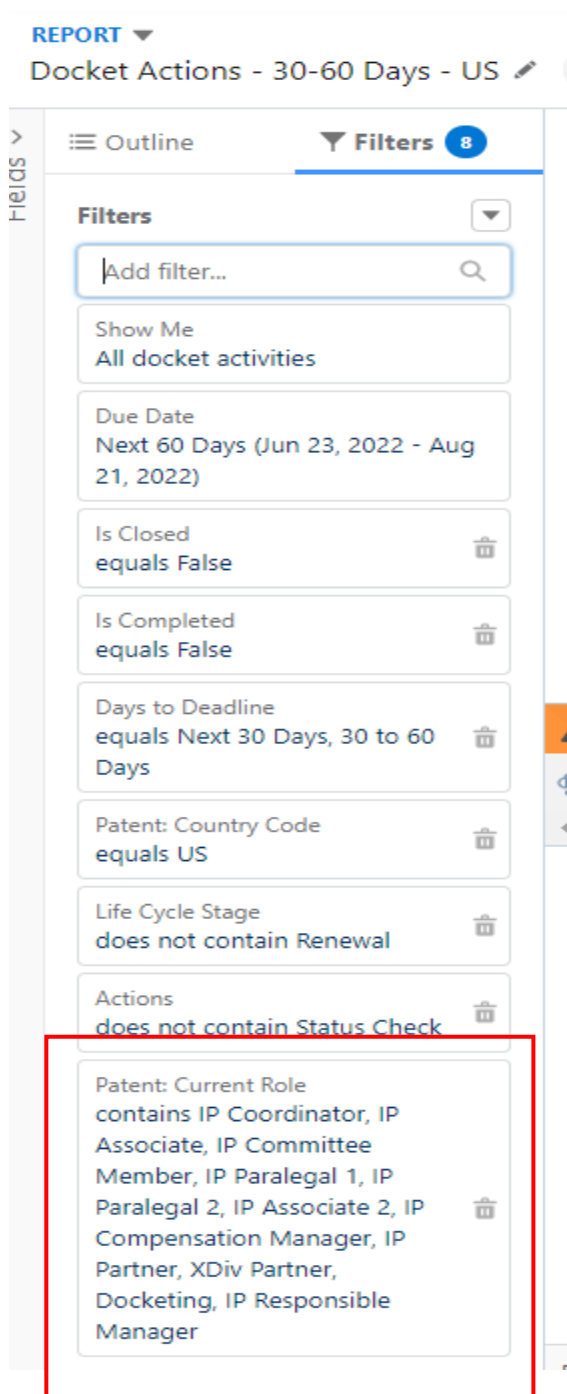 REPORT
Docket Actions - 30-60 Days - US
Fields
Outline
Filters 8
Filters
Add filter...
Show Me
All docket activities
Due Date
Next 60 Days (Jun 23, 2022 - Aug
21, 2022)
Is Closed
equals False
Is Completed
equals False
Days to Deadline
equals Next 30 Days, 30 to 60
Days
Patent: Country Code
equals US
Life Cycle Stage
does not contain Renewal
Actions
does not contain Status Check
Patent: Current Role
contains IP Coordinator, IP
Associate, IP Committee
Member, IP Paralegal 1, IP
Paralegal 2, IP Associate 2, IP
Compensation Manager, IP
Partner, XDiv Partner,
Docketing, IP Responsible
Manager